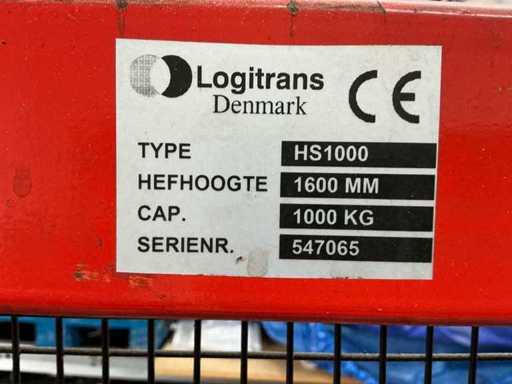 Logitrans
Denmark
CE
TYPE HS1000
HEFHOOGTE 1600 MM
CAP. 1000 KG
SERIENR. 547065